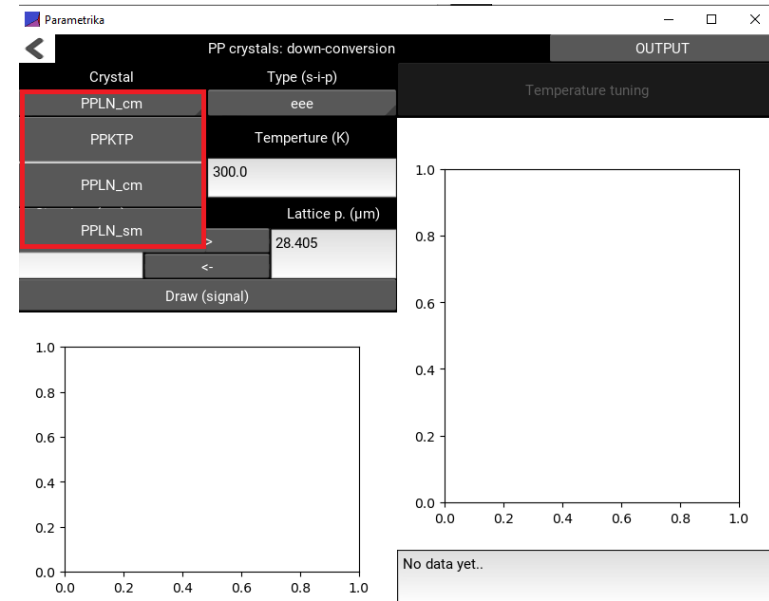 Parametrika
PP crystals: down-conversion
OUTPUT
Crystal
Type (s-i-p)
PPLN_cm
eee
Temperature tuning
PPKTP
Temperture (K)
PPLN_cm
300.0
PPLN_sm
Lattice p. (μm)
>
28.405
<-
Draw (signal)
1.0
0.8
0.6
0.4
0.2
0.0
0.0 0.2 0.4 0.6 0.8 1.0
1.0
0.8
0.6
0.4
0.2
0.0
0.0 0.2 0.4 0.6 0.8 1.0
No data yet..